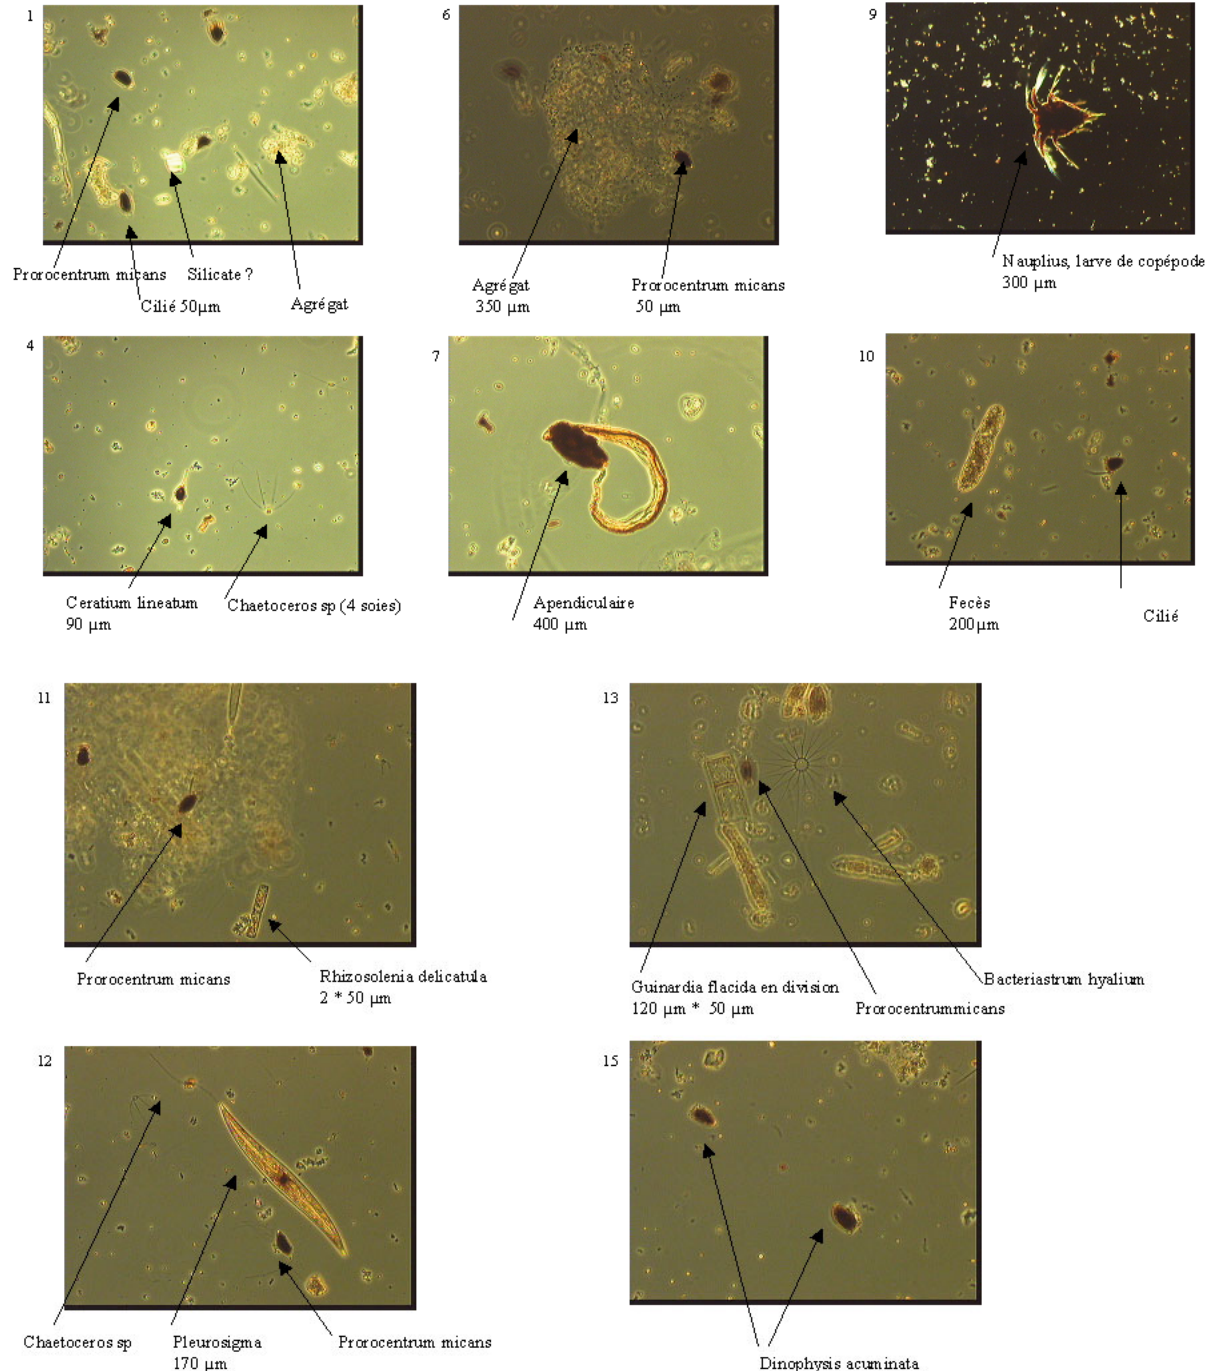 1
Prorocentrum micans
Silicate ?
Cilié 50µm
Agrégat
6
Agrégat
350 µm
Prorocentrum micans
50 µm
9
Nauplius, larve de copépode
300 µm
4
Ceratium lineatum
90 µm
Chaetoceros sp (4 soies)
7
Apendiculaire
400 µm
10
Fecès
200µm
Cilié
11
Prorocentrum micans
Rhizosolenia delicatula
2 * 50 µm
13
Guinardia flacida en division
120 µm * 50 µm
Prorocentrummicans
Bacteriastrum hyalium
12
Chaetoceros sp
Pleurosigma
170 µm
Prorocentrum micans
15
Dinophysis acuminata